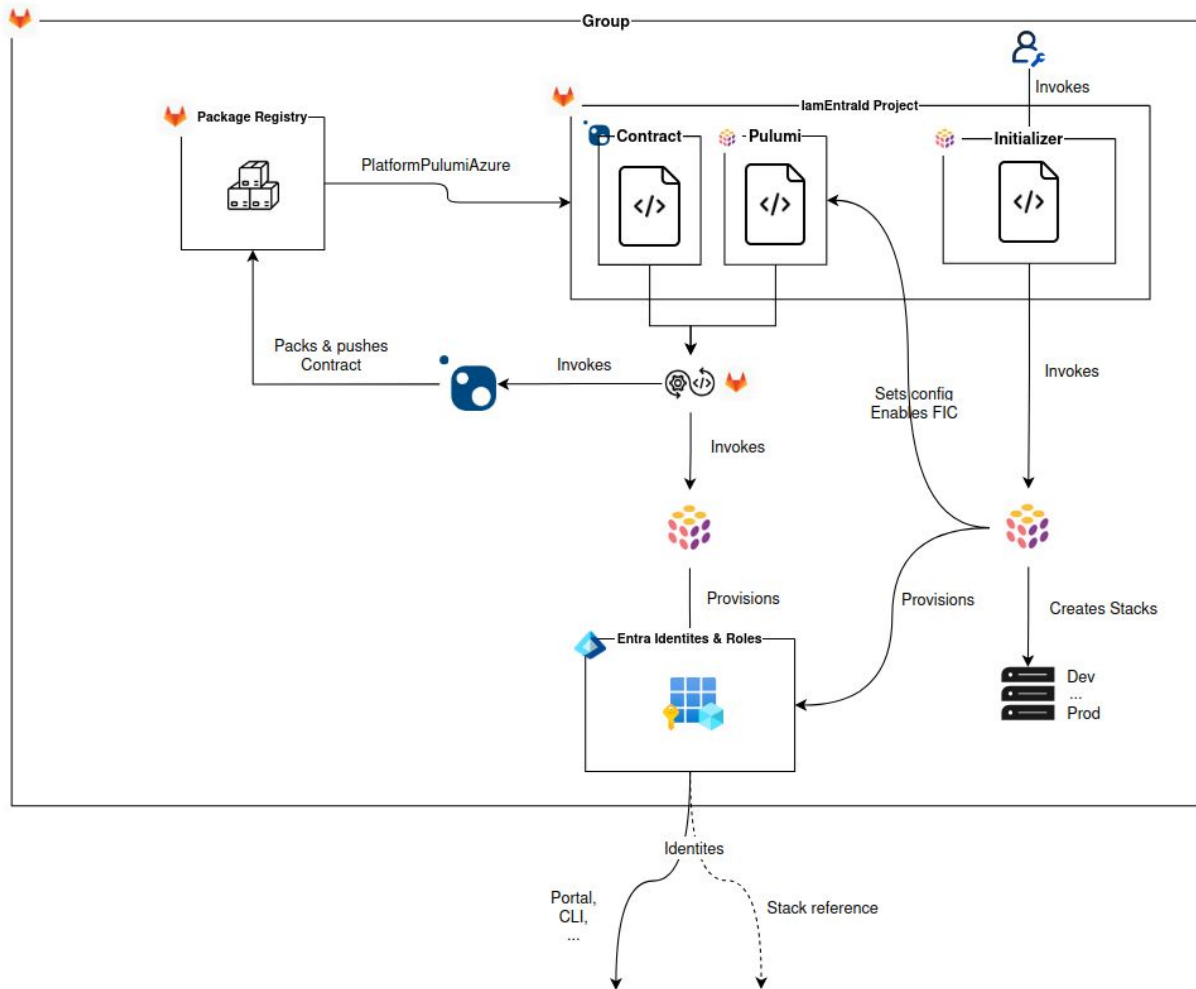 Group
Invokes
IamEntraId Project
Package Registry
Contract
Pulumi
Initializer
PlatformPulumiAzure
</>
</>
</>
Packs & pushes
Contract
Invokes
</>
Sets config
Enables FIC
Invokes
Invokes
Provisions
Provisions
Creates Stacks
Entra Identites & Roles
Dev
...
Prod
Identites
Portal,
CLI,
...
Stack reference